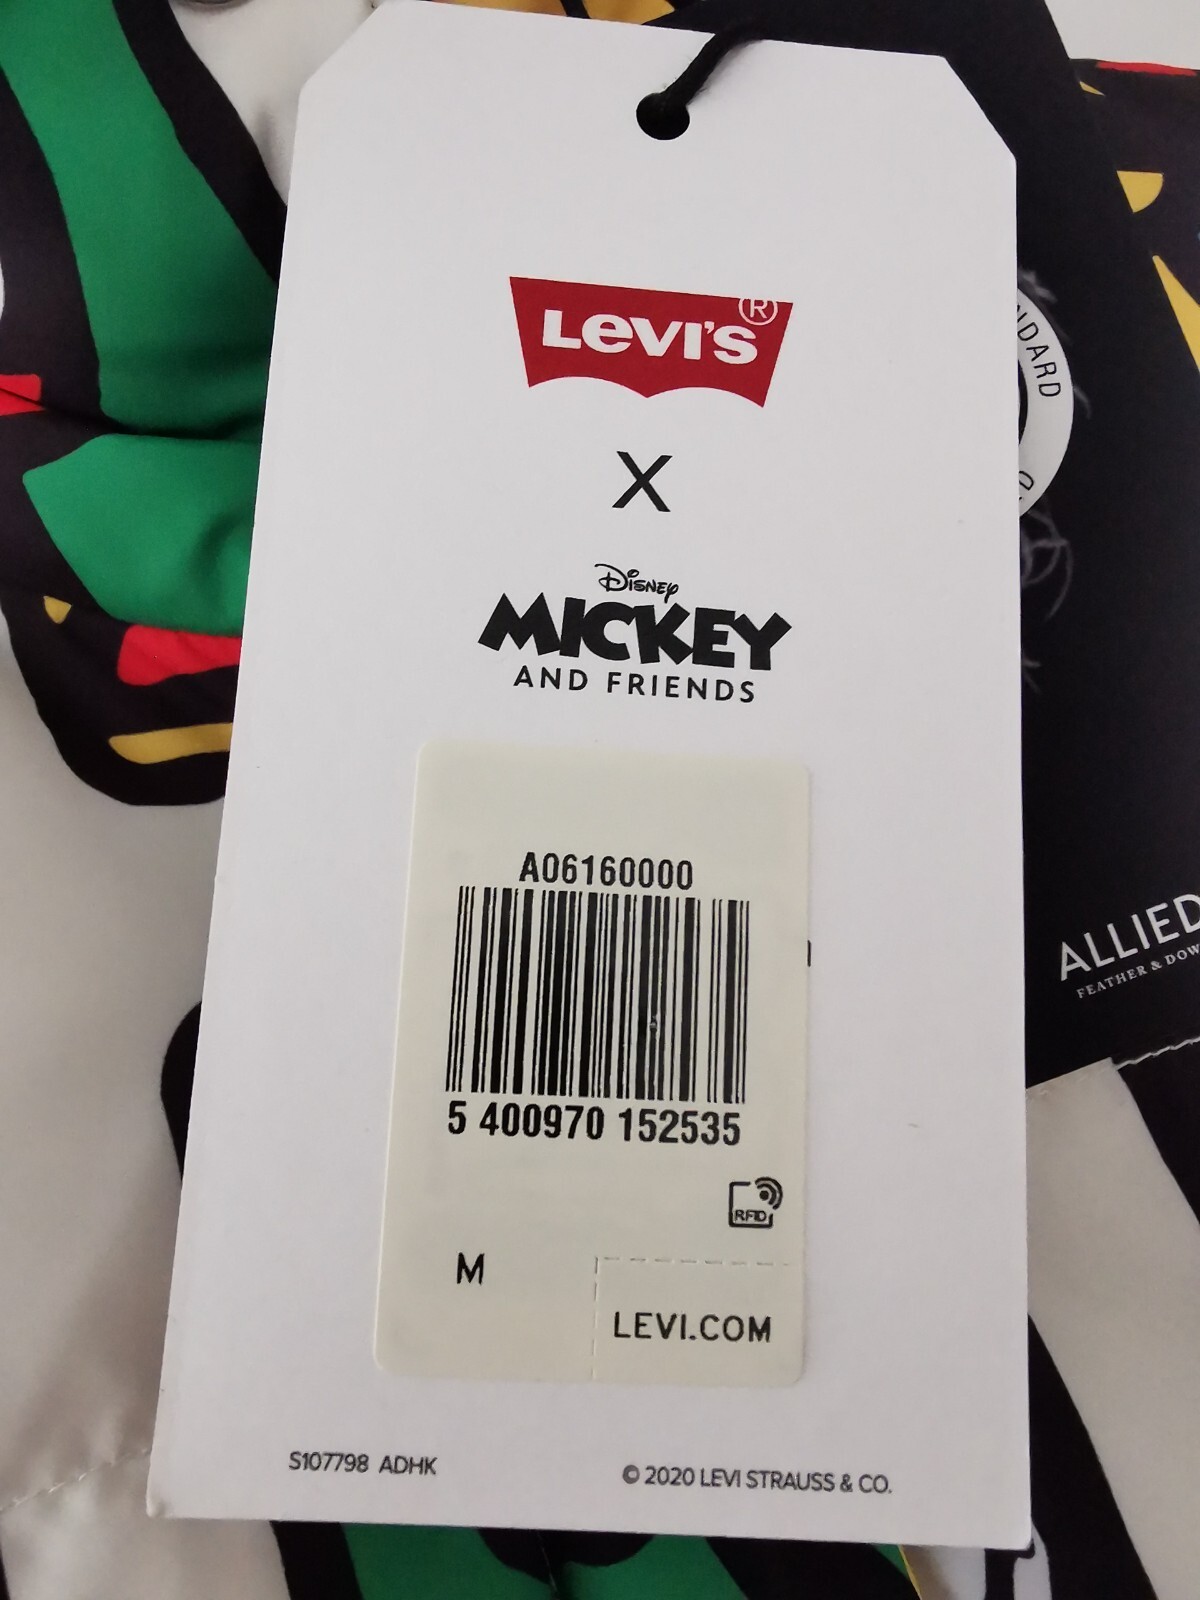 LEVI'S®
X
DISNEY
MICKEY
AND FRIENDS
A06160000
5 400970 152535
RFID
M
LEVI.COM
S107798 ADHK
© 2020 LEVI STRAUSS & CO.
ALLIED
FEATHER &